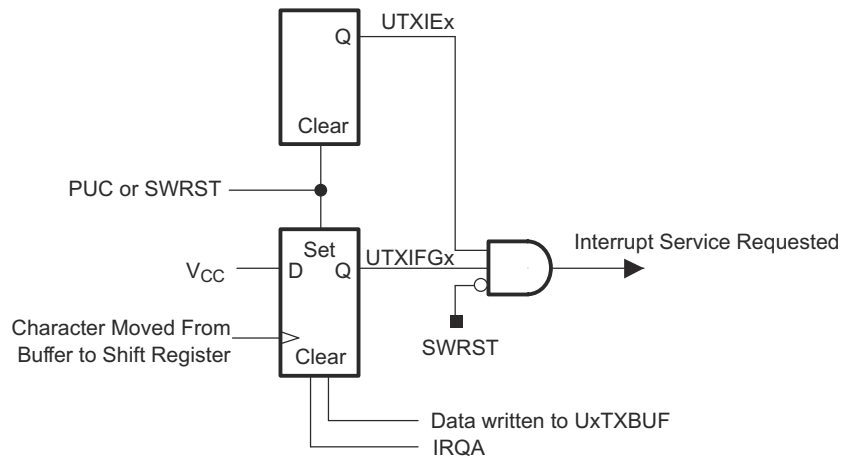 UTXIEx
Q
Clear
PUC or SWRST
Set
UTXIFGx
Interrupt Service Requested
VCC
D
Q
Character Moved From
Buffer to Shift Register
Clear
SWRST
Data written to UxTXBUF
IRQA